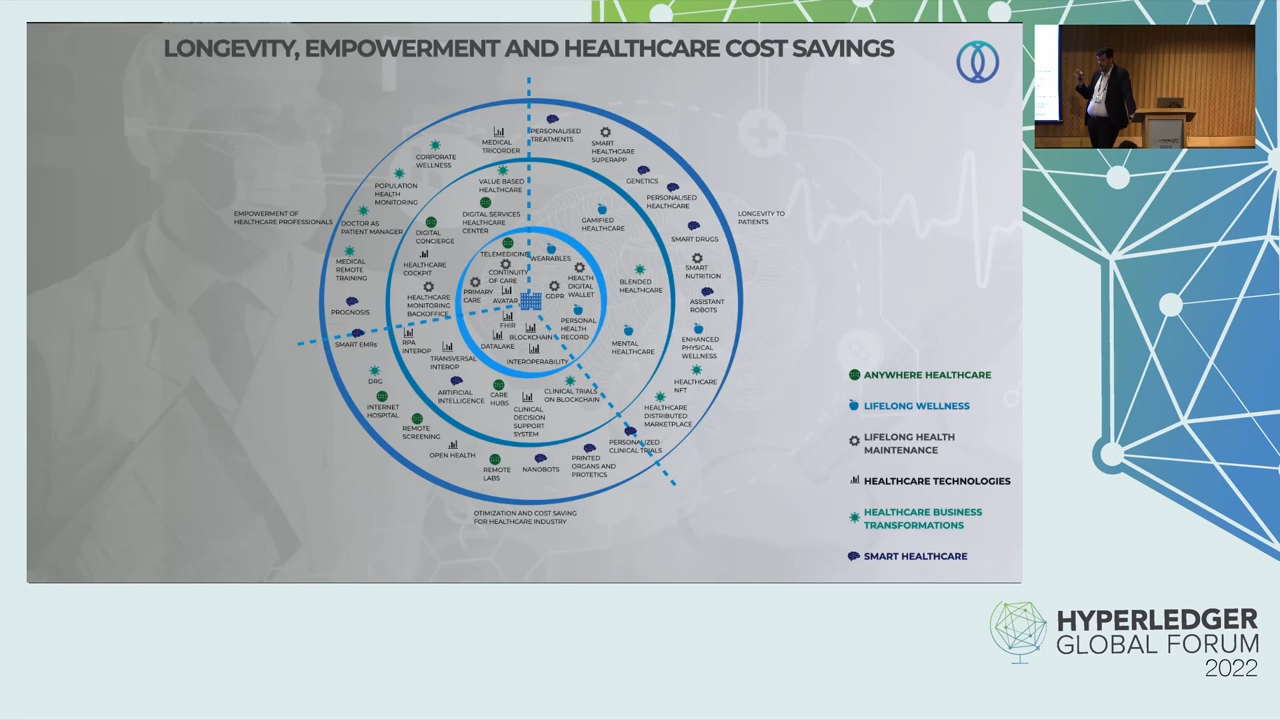 LONGEVITY, EMPOWERMENT AND HEALTHCARE COST SAVINGS
PERSONALISED
TREATMENTS
MEDICAL
TRICORDER
SMART
HEALTHCARE
SUPERAPP
CORPORATE
WELLNESS
VALUE BASED
HEALTHCARE
GENETICS
POPULATION
HEALTH
MONITORING
PERSONALISED
HEALTHCARE
EMPOWERMENT OF
HEALTHCARE PROFESSIONALS
DOCTOR AS
PATIENT MANAGER
DIGITAL SERVICES
HEALTHCARE
CENTER
GAMIFIED
HEALTHCARE
LONGEVITY TO
PATIENTS
DIGITAL
CONCIERGE
SMART DRUGS
TELEMEDICINE
WEARABLES
MEDICAL
REMOTE
TRAINING
HEALTHCARE
COCKPIT
CONTINUITY
OF CARE
HEALTH
DIGITAL
WALLET
SMART
NUTRITION
BLENDED
HEALTHCARE
HEALTHCARE
MONITORING
BACKOFFICE
PRIMARY
CARE
AVATAR
GDPR
ASSISTANT
ROBOTS
PROGNOSIS
FHIR
PERSONAL
HEALTH
RECORD
BLOCKCHAIN
SMART EMRs
RPA
INTEROP
DATALAKE
MENTAL
HEALTHCARE
ENHANCED
PHYSICAL
WELLNESS
TRANSVERSAL
INTEROP
INTEROPERABILITY
DRG
HEALTHCARE
NFT
ARTIFICIAL
INTELLIGENCE
CARE
HUBS
CLINICAL TRIALS
ON BLOCKCHAIN
INTERNET
HOSPITAL
CLINICAL
DECISION
SUPPORT
SYSTEM
HEALTHCARE
DISTRIBUTED
MARKETPLACE
REMOTE
SCREENING
PERSONALIZED
CLINICAL TRIALS
OPEN HEALTH
REMOTE
LABS
NANOBOTS
PRINTED
ORGANS AND
PROTETICS
OTIMIZATION AND COST SAVING
FOR HEALTHCARE INDUSTRY
ANYWHERE HEALTHCARE
LIFELONG WELLNESS
LIFELONG HEALTH
MAINTENANCE
HEALTHCARE TECHNOLOGIES
HEALTHCARE BUSINESS
TRANSFORMATIONS
SMART HEALTHCARE
HYPERLEDGER
GLOBAL FORUM
2022